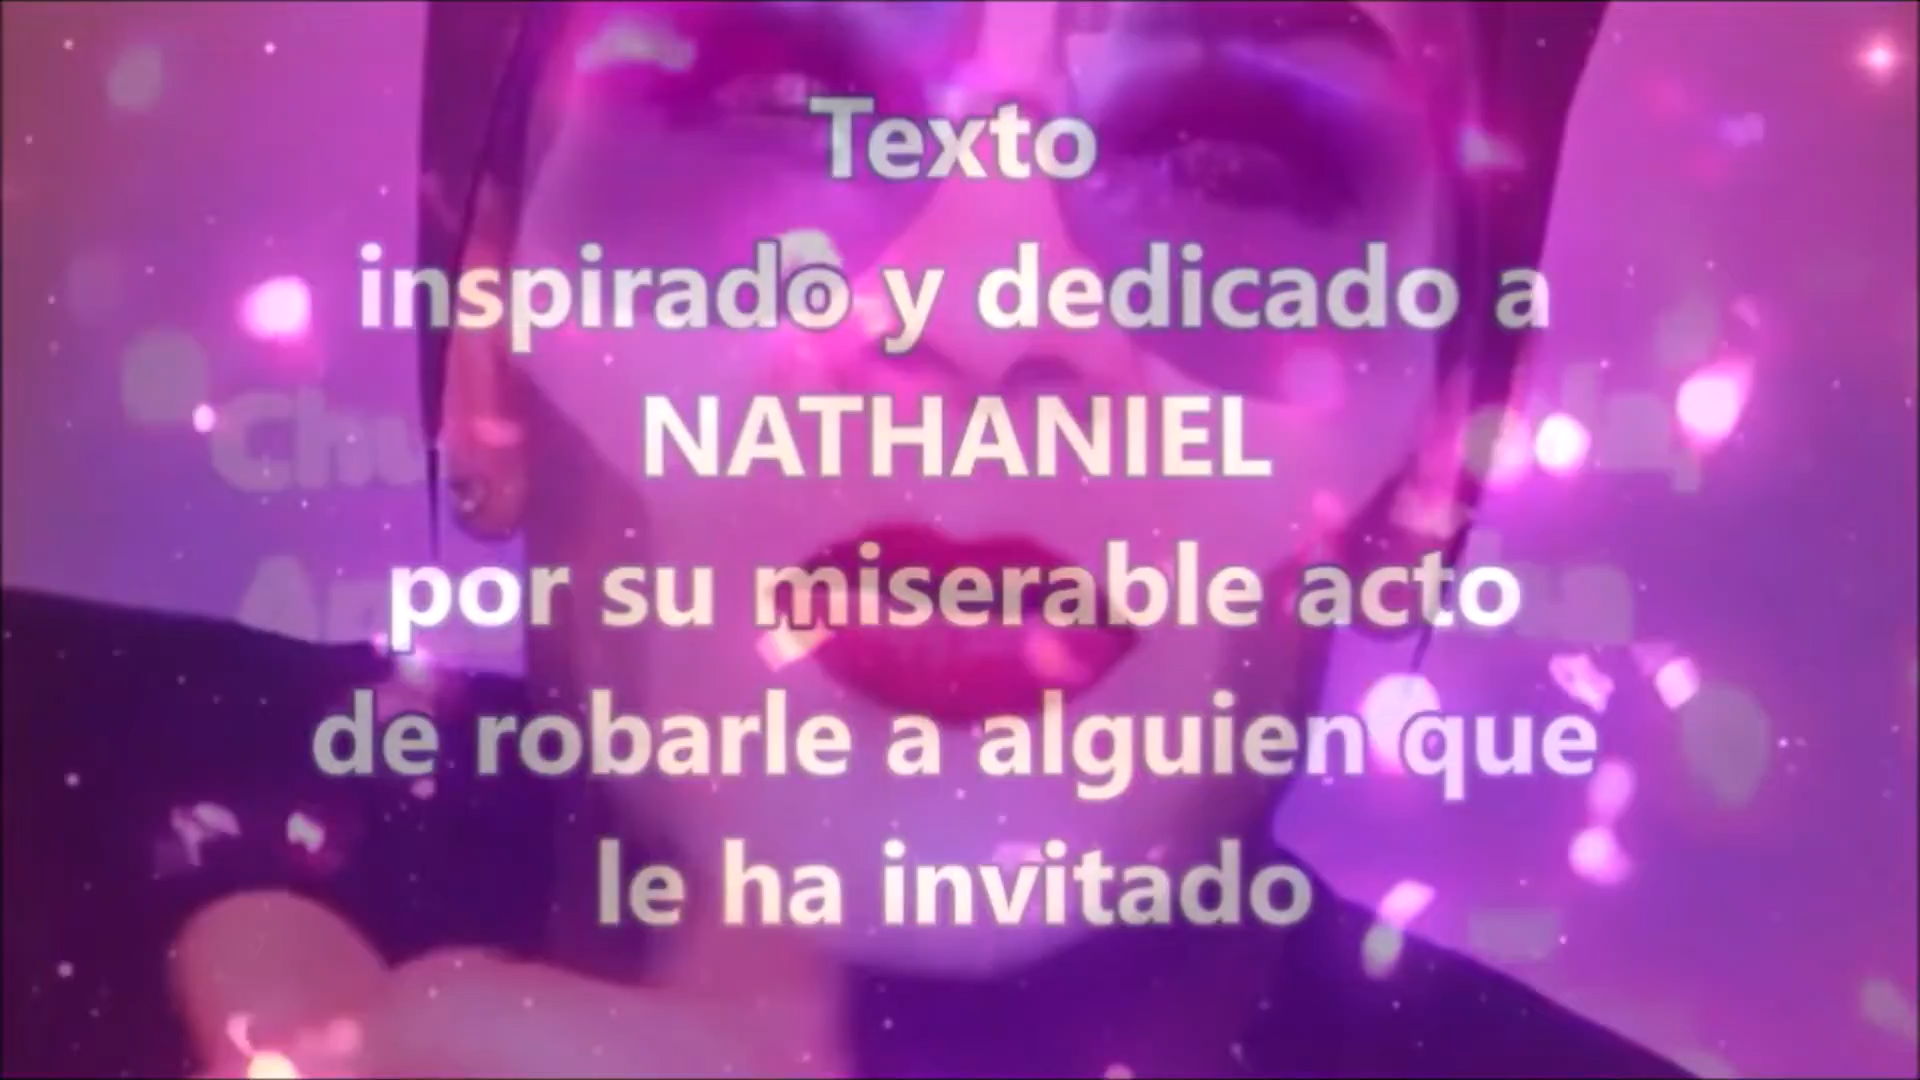 Texto
inspirado y dedicado a
NATHANIEL
por su miserable acto
de robarle a alguien que
le ha invitado